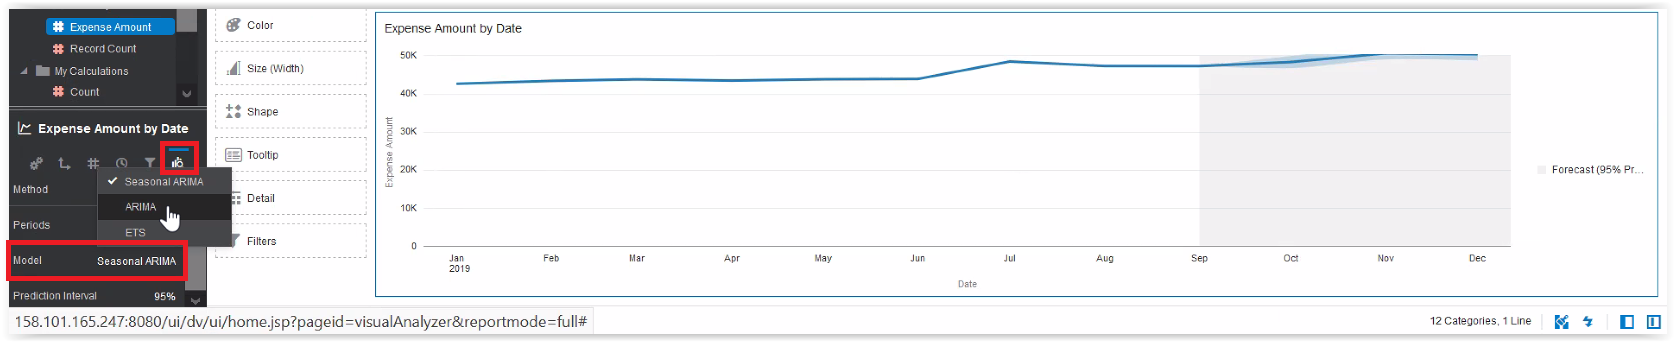 Expense Amount
Record Count
My Calculations
Count
Expense Amount by Date
Method
Seasonal ARIMA
ARIMA
Periods
ETS
Model
Seasonal ARIMA
Prediction Interval
95%
Color
Size (Width)
Shape
Tooltip
Detail
Filters
Expense Amount by Date
50K
40K
30K
20K
10K
0
Expense Amount
Jan
2019
Feb
Mar
Apr
May
Jun
Jul
Aug
Sep
Oct
Nov
Dec
Date
Forecast (95% Pr...
158.101.165.247:8080/ui/dv/ui/home.jsp?pageid=visualAnalyzer&reportmode=full#
12 Categories, 1 Line